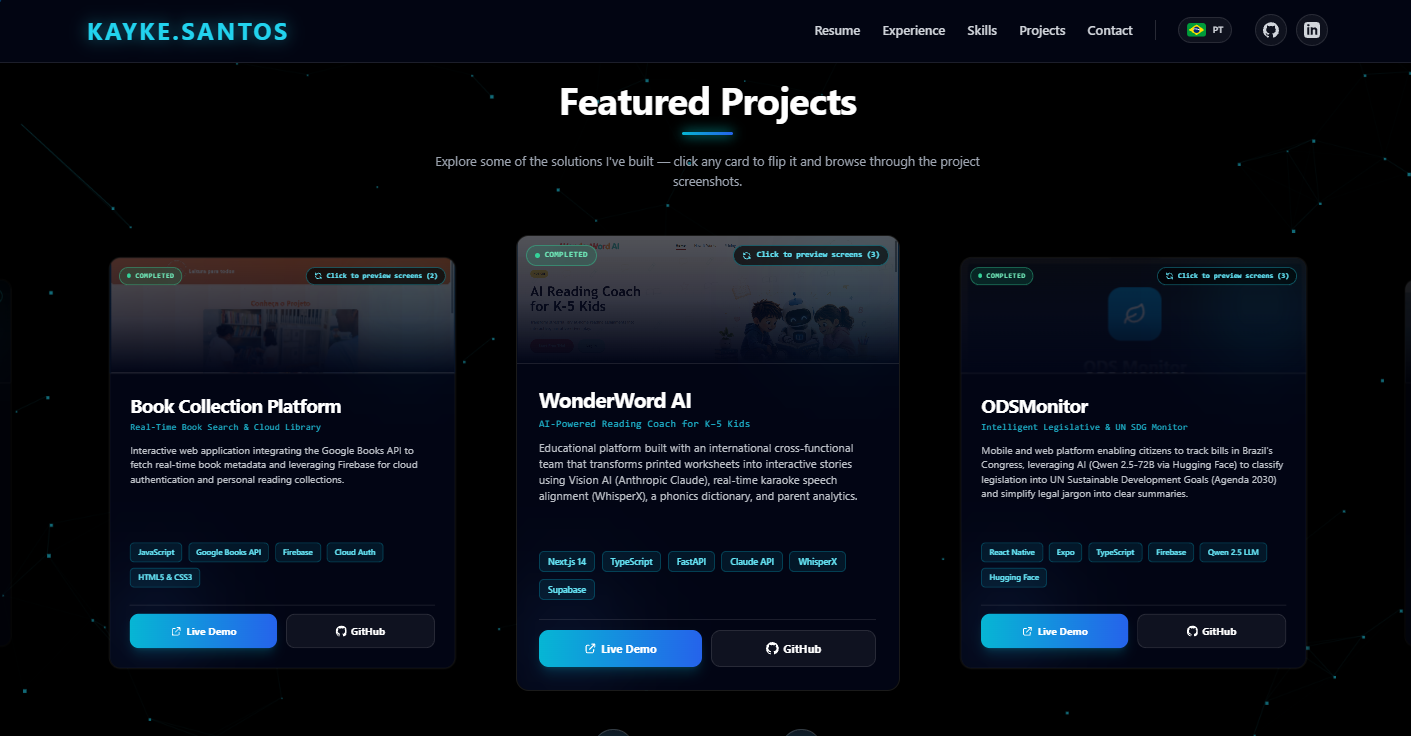 KAYKE.SANTOS
Resume Experience Skills Projects Contact PT
Featured Projects
Explore some of the solutions I've built — click any card to flip it and browse through the project
screenshots.
COMPLETED
Click to preview screens (2)
Book Collection Platform
Real-Time Book Search & Cloud Library
Interactive web application integrating the Google Books API to
fetch real-time book metadata and leveraging Firebase for cloud
authentication and personal reading collections.
JavaScript Google Books API Firebase Cloud Auth
HTML5 & CSS3
Live Demo GitHub
COMPLETED
Click to preview screens (3)
AI Reading Coach
for K-5 Kids
WonderWord AI
AI-Powered Reading Coach for K–5 Kids
Educational platform built with an international cross-functional
team that transforms printed worksheets into interactive stories
using Vision AI (Anthropic Claude), real-time karaoke speech
alignment (WhisperX), a phonics dictionary, and parent analytics.
Next.js 14 TypeScript FastAPI Claude API WhisperX
Supabase
Live Demo GitHub
COMPLETED
Click to preview screens (3)
ODS Monitor
ODSMonitor
Intelligent Legislative & UN SDG Monitor
Mobile and web platform enabling citizens to track bills in Brazil's
Congress, leveraging AI (Qwen 2.5-72B via Hugging Face) to classify
legislation into UN Sustainable Development Goals (Agenda 2030)
and simplify legal jargon into clear summaries.
React Native Expo TypeScript Firebase Qwen 2.5 LLM
Hugging Face
Live Demo GitHub